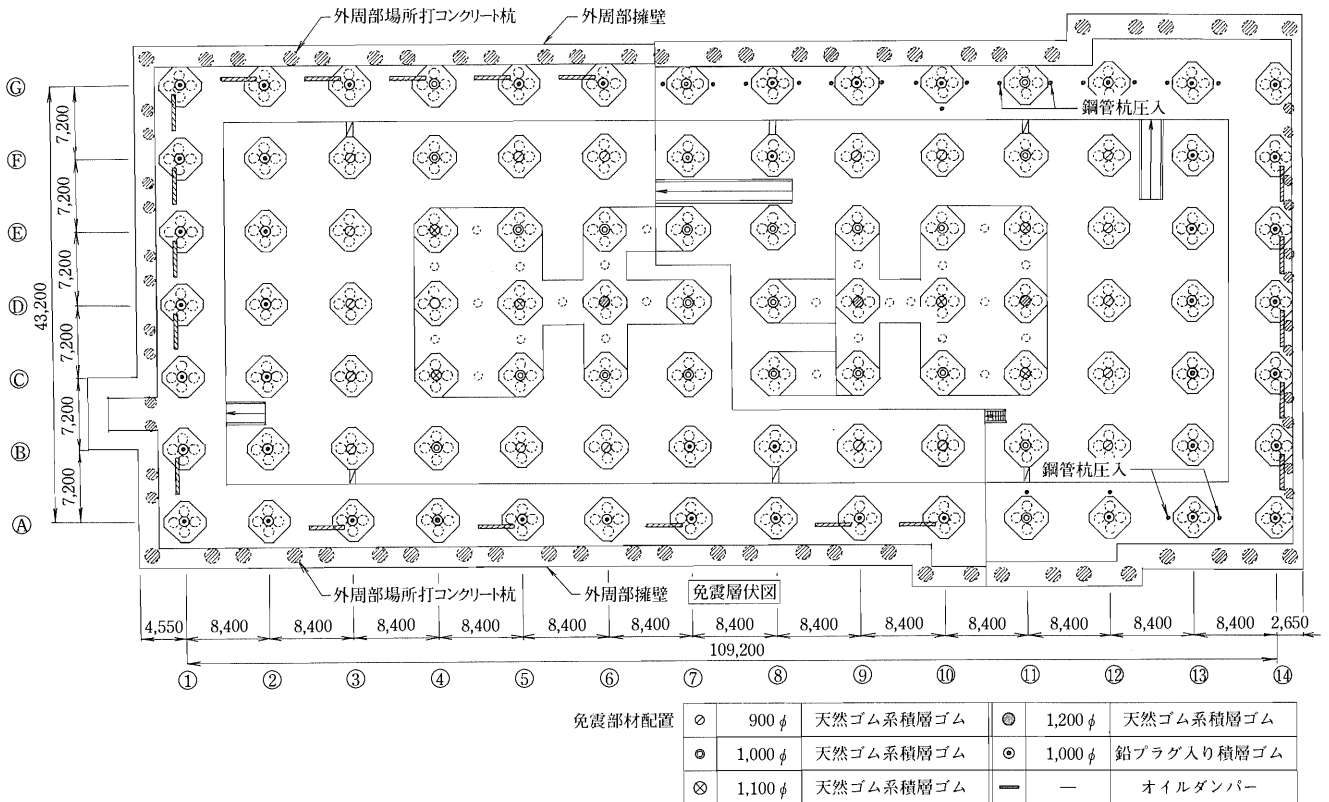 外周部場所打コンクリート杭
外周部擁壁
Ⓖ
Ⓕ
Ⓔ
Ⓓ
Ⓒ
Ⓑ
Ⓐ
7,200
7,200
7,200
7,200
7,200
7,200
43,200
鋼管杭圧入
鋼管杭圧入
外周部場所打コンクリート杭
外周部擁壁
免震層伏図
4,550 8,400 8,400 8,400 8,400 8,400 8,400 8,400 8,400 8,400 8,400 8,400 8,400 8,400 2,650
109,200
① ② ③ ④ ⑤ ⑥ ⑦ ⑧ ⑨ ⑩ ⑪ ⑫ ⑬ ⑭
免震部材配置
900φ 天然ゴム系積層ゴム 1,200φ 天然ゴム系積層ゴム
1,000φ 天然ゴム系積層ゴム 1,000φ 鉛プラグ入り積層ゴム
1,100φ 天然ゴム系積層ゴム — オイルダンパー